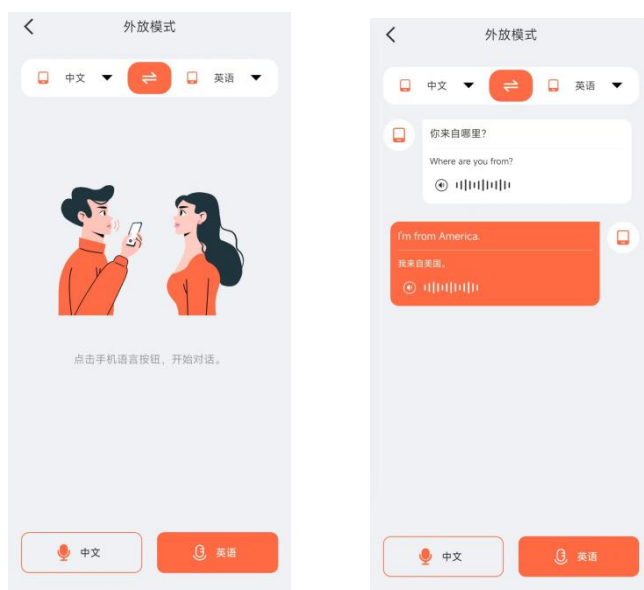 外放模式
中文
英语
点击手机语言按钮，开始对话。
中文
英语
外放模式
中文
英语
你来自哪里?
Where are you from?
I'm from America.
我来自美国。
中文
英语